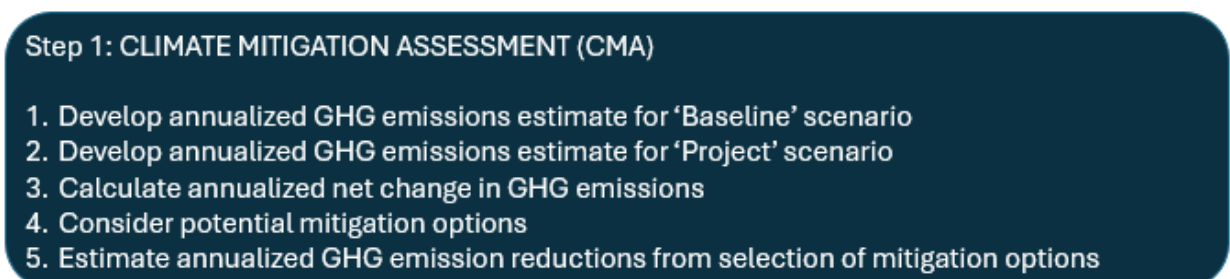 Step 1: CLIMATE MITIGATION ASSESSMENT (CMA)
1. Develop annualized GHG emissions estimate for ‘Baseline’ scenario
2. Develop annualized GHG emissions estimate for ‘Project’ scenario
3. Calculate annualized net change in GHG emissions
4. Consider potential mitigation options
5. Estimate annualized GHG emission reductions from selection of mitigation options